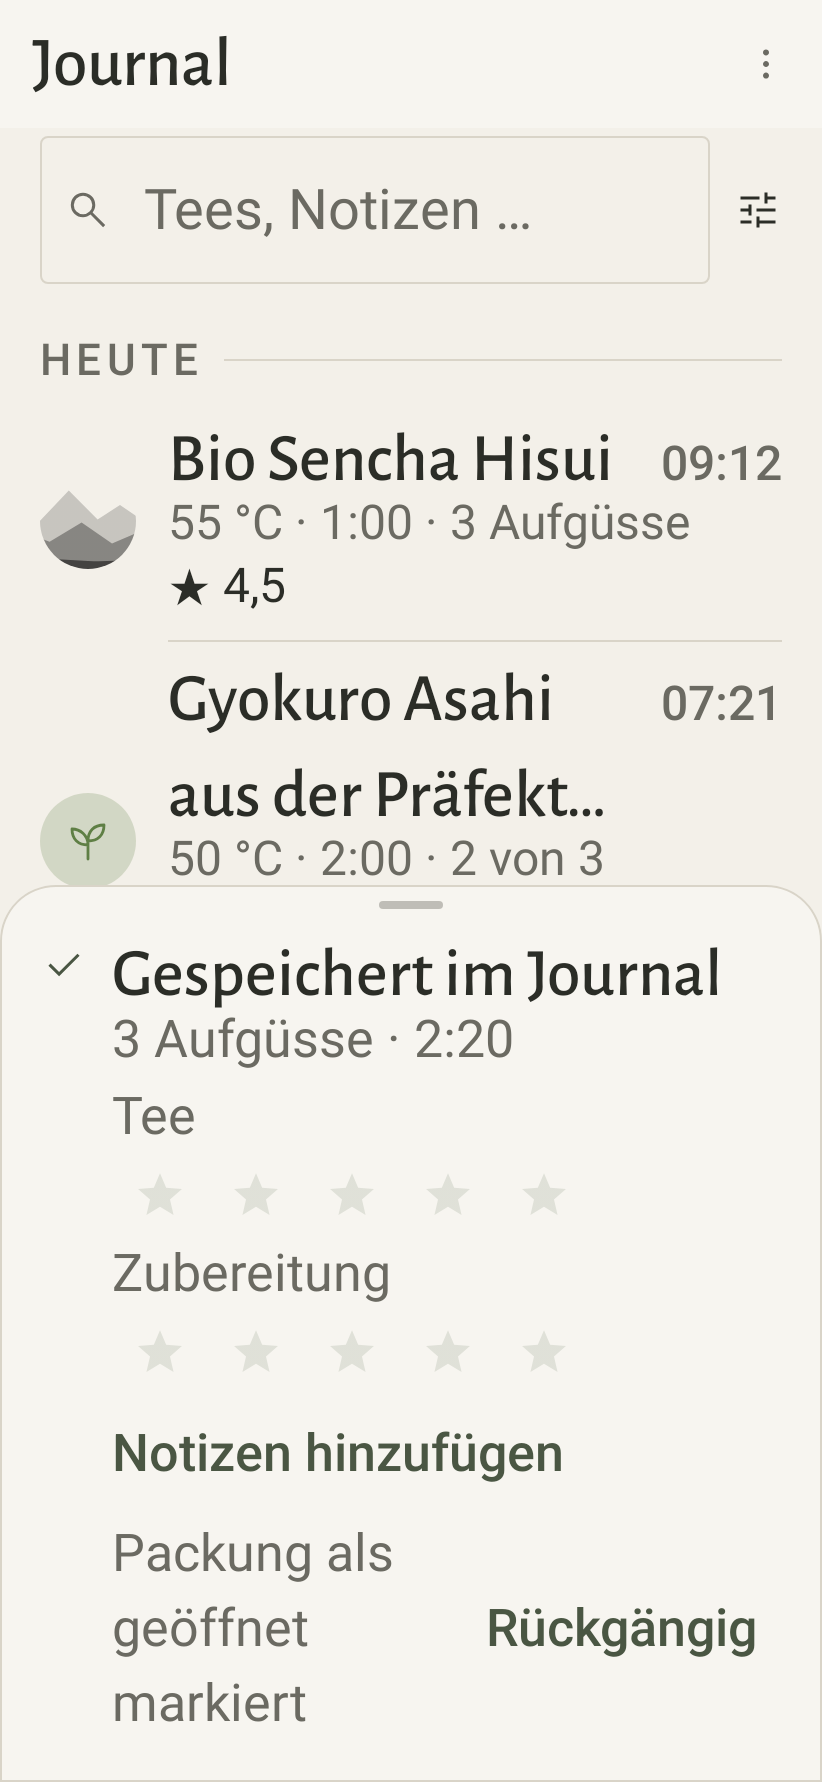 Journal
Tees, Notizen ...
HEUTE
Bio Sencha Hisui 09:12
55 °C · 1:00 · 3 Aufgüsse
★ 4,5
Gyokuro Asahi 07:21
aus der Präfekt...
50 °C · 2:00 · 2 von 3
Gespeichert im Journal
3 Aufgüsse · 2:20
Tee
Zubereitung
Notizen hinzufügen
Packung als
geöffnet Rückgängig
markiert